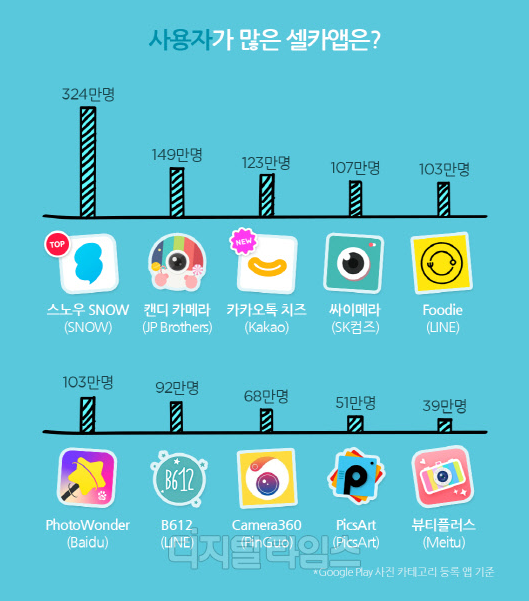 사용자가 많은 셀카앱은?
324만명
149만명
123만명
107만명
103만명
TOP
NEW
스노우 SNOW
(SNOW)
캔디 카메라
(JP Brothers)
카카오톡 치즈
(Kakao)
싸이메라
(SK컴즈)
Foodie
(LINE)
103만명
92만명
68만명
51만명
39만명
B612
P
PhotoWonder
(Baidu)
B612
(LINE)
Camera360
(PinGuo)
PicsArt
(PicsArt)
뷰티플러스
(Meitu)
디지털타임스
*Google Play 사진 카테고리 등록 앱 기준